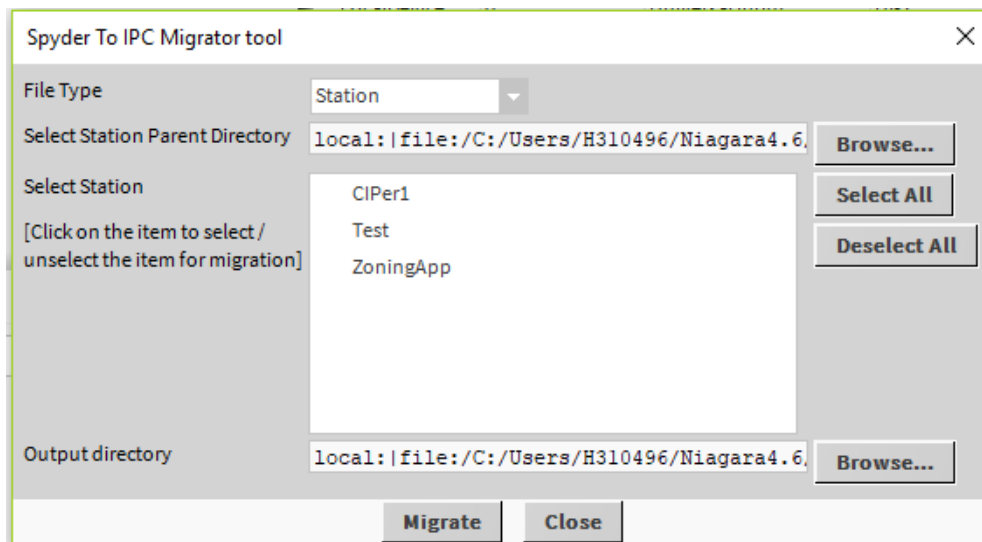 Spyder To IPC Migrator tool
File Type
Station
Select Station Parent Directory
local:|file:/C:/Users/H310496/Niagara4.6/
Browse...
Select Station
CIPer1
Select All
[Click on the item to select /
unselect the item for migration]
Test
Deselect All
ZoningApp
Output directory
local:|file:/C:/Users/H310496/Niagara4.6/
Browse...
Migrate
Close